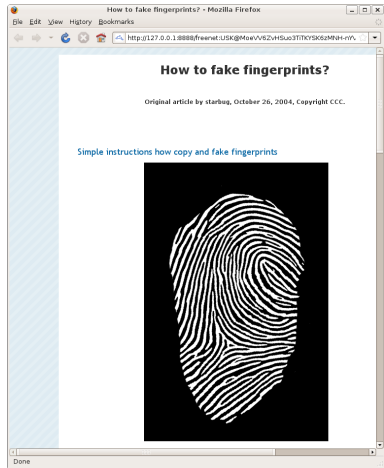 How to fake fingerprints? - Mozilla Firefox
File Edit View History Bookmarks
http://127.0.0.1:8888/freenet:USK@MoeVV6ZvHSuo3TiTKYSK6zMNH-nY
How to fake fingerprints?
Original article by starbug, October 26, 2004, Copyright CCC.
Simple instructions how copy and fake fingerprints
Done